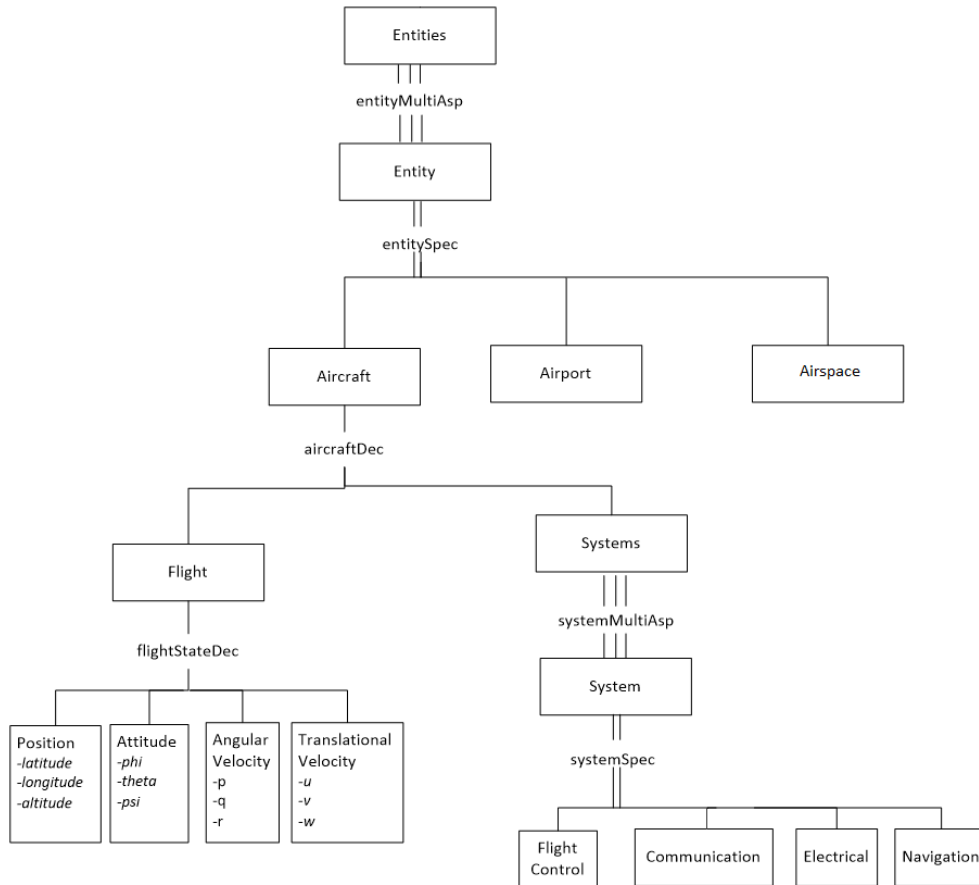 Entities
entityMultiAsp
Entity
entitySpec
Aircraft
Airport
Airspace
aircraftDec
Flight
Systems
flightStateDec
systemMultiAsp
System
Position
-latitude
-longitude
-altitude
Attitude
-phi
-theta
-psi
Angular
Velocity
-p
-q
-r
Translational
Velocity
-u
-v
-w
systemSpec
Flight
Control
Communication
Electrical
Navigation